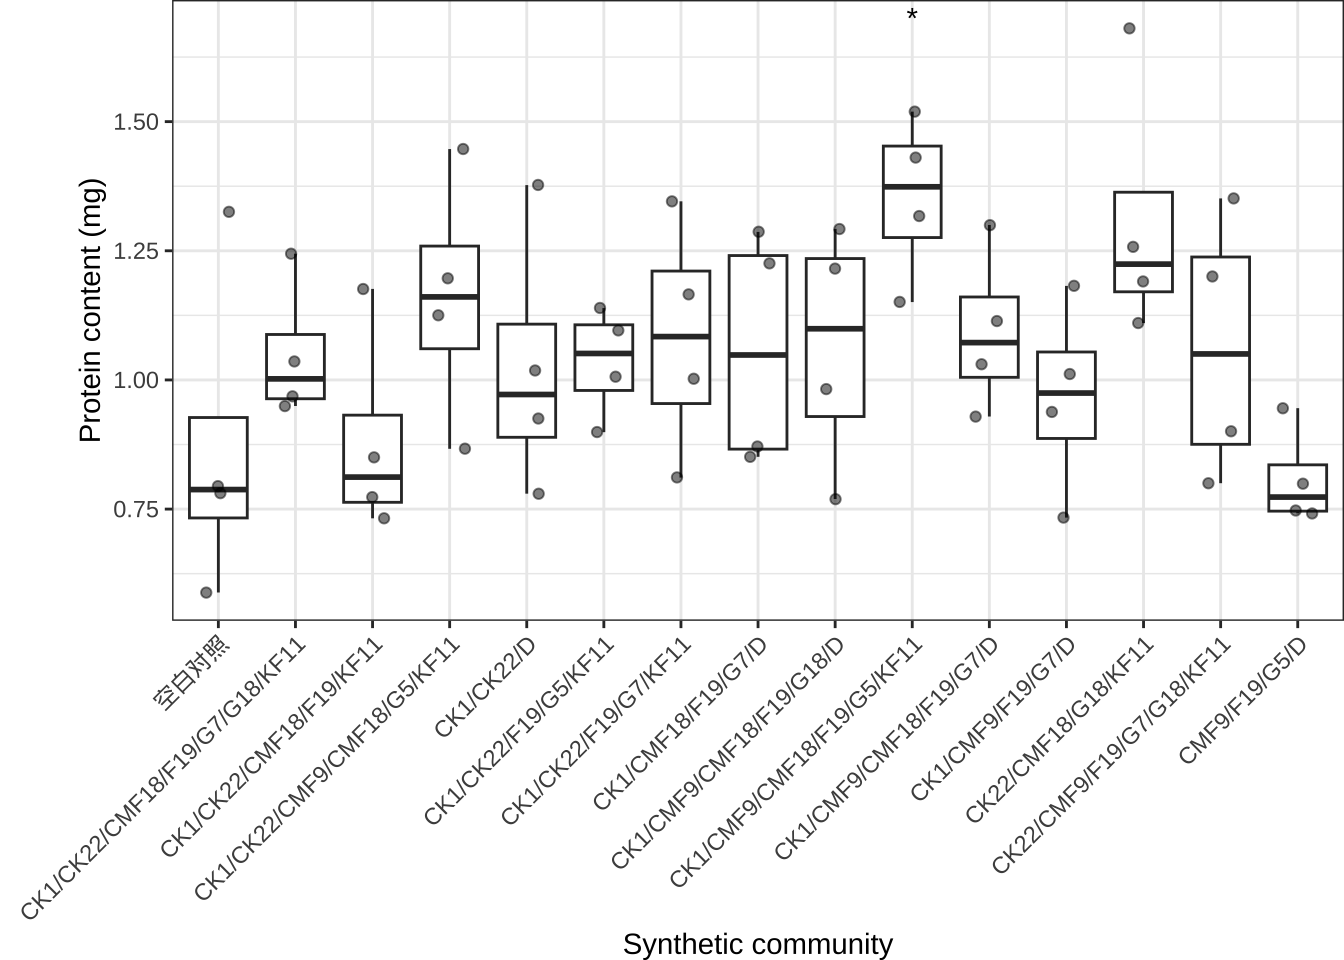 *
1.50
1.25
1.00
0.75
Protein content (mg)
空白对照
CK1/CK22/CMF18/F19/G7/G18/KF11
CK1/CK22/CMF18/F19/KF11
CK1/CK22/CMF9/CMF18/G5/KF11
CK1/CK22/D
CK1/CK22/F19/G5/KF11
CK1/CK22/F19/G7/KF11
CK1/CMF18/F19/G7/D
CK1/CMF9/CMF18/F19/G18/D
CK1/CMF9/CMF18/F19/G5/KF11
CK1/CMF9/CMF18/F19/G7/D
CK1/CMF9/F19/G7/D
CK22/CMF18/G18/KF11
CK22/CMF9/F19/G7/G18/KF11
CMF9/F19/G5/D
Synthetic community